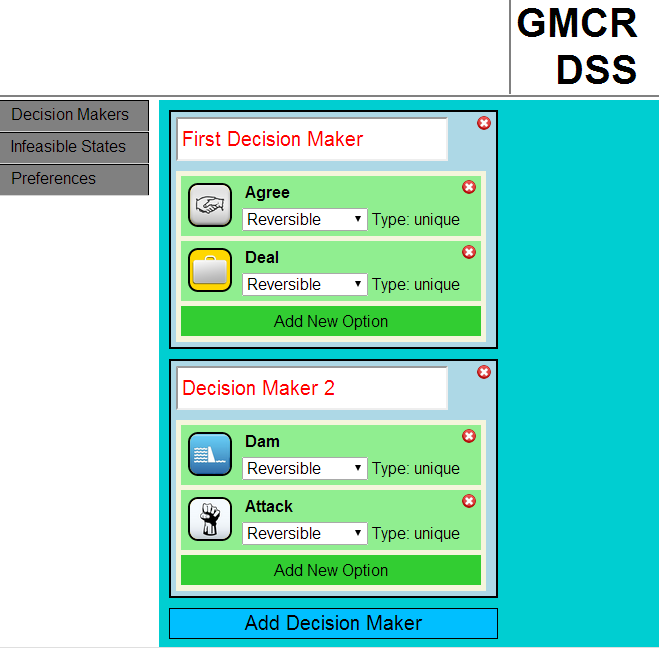 GMCR
DSS
Decision Makers
Infeasible States
Preferences
First Decision Maker
Agree
Reversible Type: unique
Deal
Reversible Type: unique
Add New Option
Decision Maker 2
Dam
Reversible Type: unique
Attack
Reversible Type: unique
Add New Option
Add Decision Maker